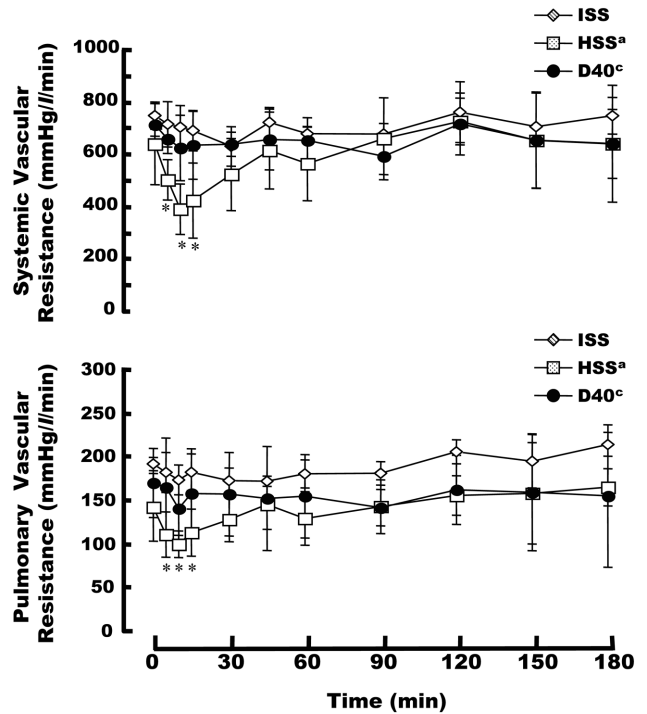 ISS
HSSa
D40c
Systemic Vascular
Resistance (mmHg/l/min)
1000
800
600
400
200
0
*
*
*
ISS
HSSa
D40c
Pulmonary Vascular
Resistance (mmHg/l/min)
300
250
200
150
100
50
0
* * *
0 30 60 90 120 150 180
Time (min)